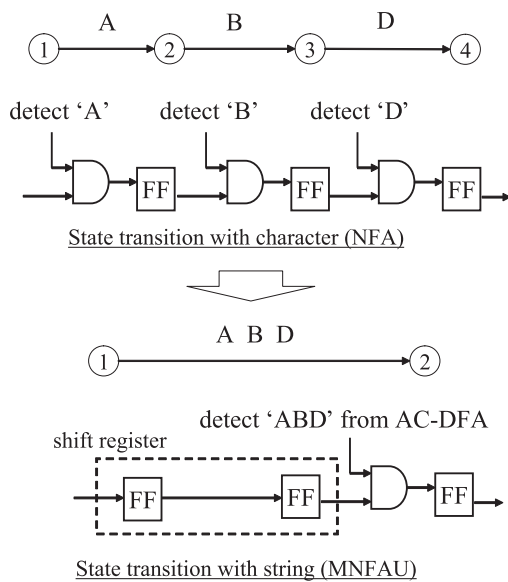 A B D
1 2 3 4
detect ‘A’ detect ‘B’ detect ‘D’
FF FF FF
State transition with character (NFA)
A B D
1 2
detect ‘ABD’ from AC-DFA
shift register
FF FF FF
State transition with string (MNFAU)